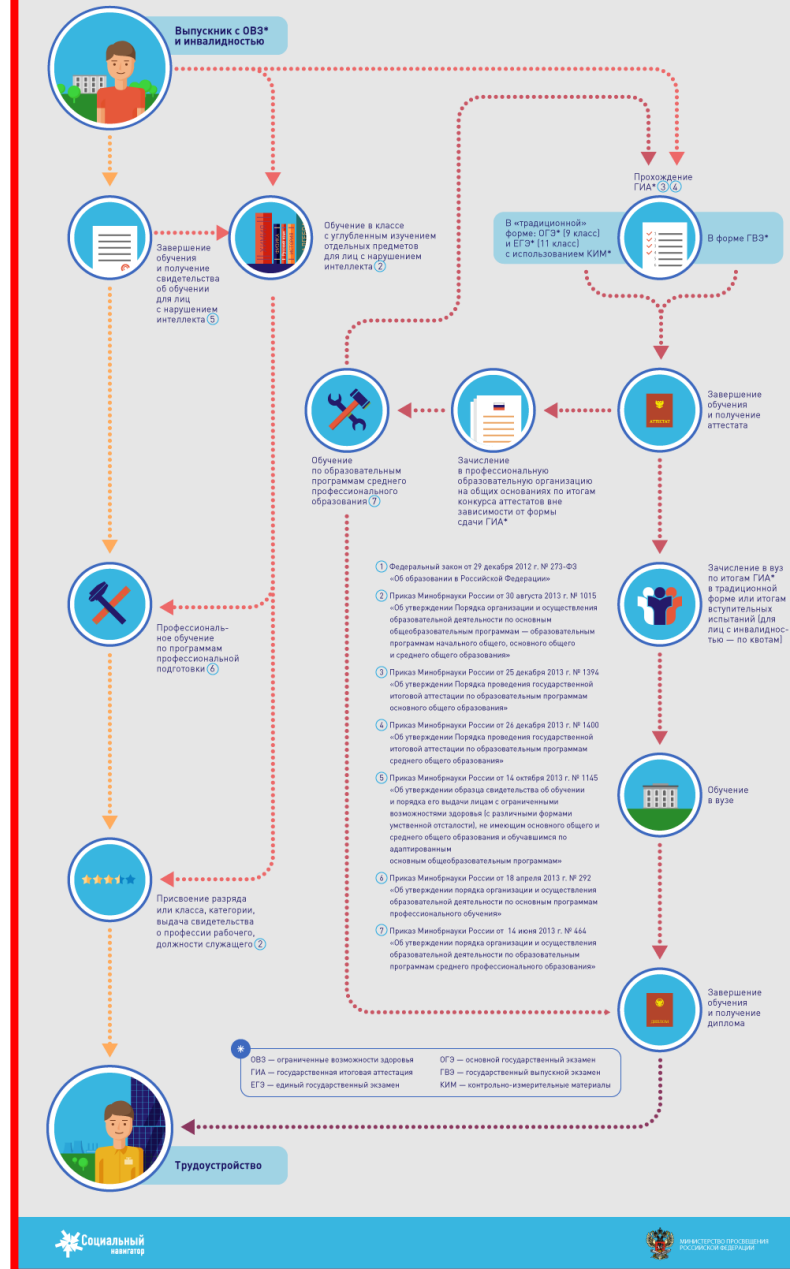 Выпускник с ОВЗ*
и инвалидностью
Прохождение
ГИА* 3 4
В «традиционной»
форме: ОГЭ* (9 класс)
и ЕГЭ* (11 класс)
с использованием КИМ*
В форме ГВЭ*
Завершение
обучения
и получение
свидетельства
об обучении
для лиц
с нарушением
интеллекта 5
Обучение в классе
с углубленным изучением
отдельных предметов
для лиц с нарушением
интеллекта 2
АТТЕСТАТ
Завершение
обучения
и получение
аттестата
Обучение
по образовательным
программам среднего
профессионального
образования 7
Зачисление
в профессиональную
образовательную организацию
на общих основаниях по итогам
конкурса аттестатов вне
зависимости от формы
сдачи ГИА*
Зачисление в вуз
по итогам ГИА*
в традиционной
форме или итогам
вступительных
испытаний (для
лиц с инвалиднос-
тью — по квотам)
Профессиональ-
ное обучение
по программам
профессиональной
подготовки 6
1 Федеральный закон от 29 декабря 2012 г. № 273-ФЗ
«Об образовании в Российской Федерации»
2 Приказ Минобрнауки России от 30 августа 2013 г. № 1015
«Об утверждении Порядка организации и осуществления
образовательной деятельности по основным
общеобразовательным программам — образовательным
программам начального общего, основного общего
и среднего общего образования»
3 Приказ Минобрнауки России от 25 декабря 2013 г. № 1394
«Об утверждении Порядка проведения государственной
итоговой аттестации по образовательным программам
основного общего образования»
4 Приказ Минобрнауки России от 26 декабря 2013 г. № 1400
«Об утверждении Порядка проведения государственной
итоговой аттестации по образовательным программам
среднего общего образования»
5 Приказ Минобрнауки России от 14 октября 2013 г. № 1145
«Об утверждении образца свидетельства об обучении
и порядка его выдачи лицам с ограниченными
возможностями здоровья (с различными формами
умственной отсталости), не имеющим основного общего и
среднего общего образования и обучавшимся по
адаптированным
основным общеобразовательным программам»
6 Приказ Минобрнауки России от 18 апреля 2013 г. № 292
«Об утверждении порядка организации и осуществления
образовательной деятельности по основным программам
профессионального обучения»
7 Приказ Минобрнауки России от 14 июня 2013 г. № 464
«Об утверждении порядка организации и осуществления
образовательной деятельности по образовательным
программам среднего профессионального образования»
Обучение
в вузе
Присвоение разряда
или класса, категории,
выдача свидетельства
о профессии рабочего,
должности служащего 2
ДИПЛОМ
Завершение
обучения
и получение
диплома
*
ОВЗ — ограниченные возможности здоровья
ГИА — государственная итоговая аттестация
ЕГЭ — единый государственный экзамен
ОГЭ — основной государственный экзамен
ГВЭ — государственный выпускной экзамен
КИМ — контрольно-измерительные материалы
Трудоустройство
Социальный
навигатор
МИНИСТЕРСТВО ПРОСВЕЩЕНИЯ
РОССИЙСКОЙ ФЕДЕРАЦИИ